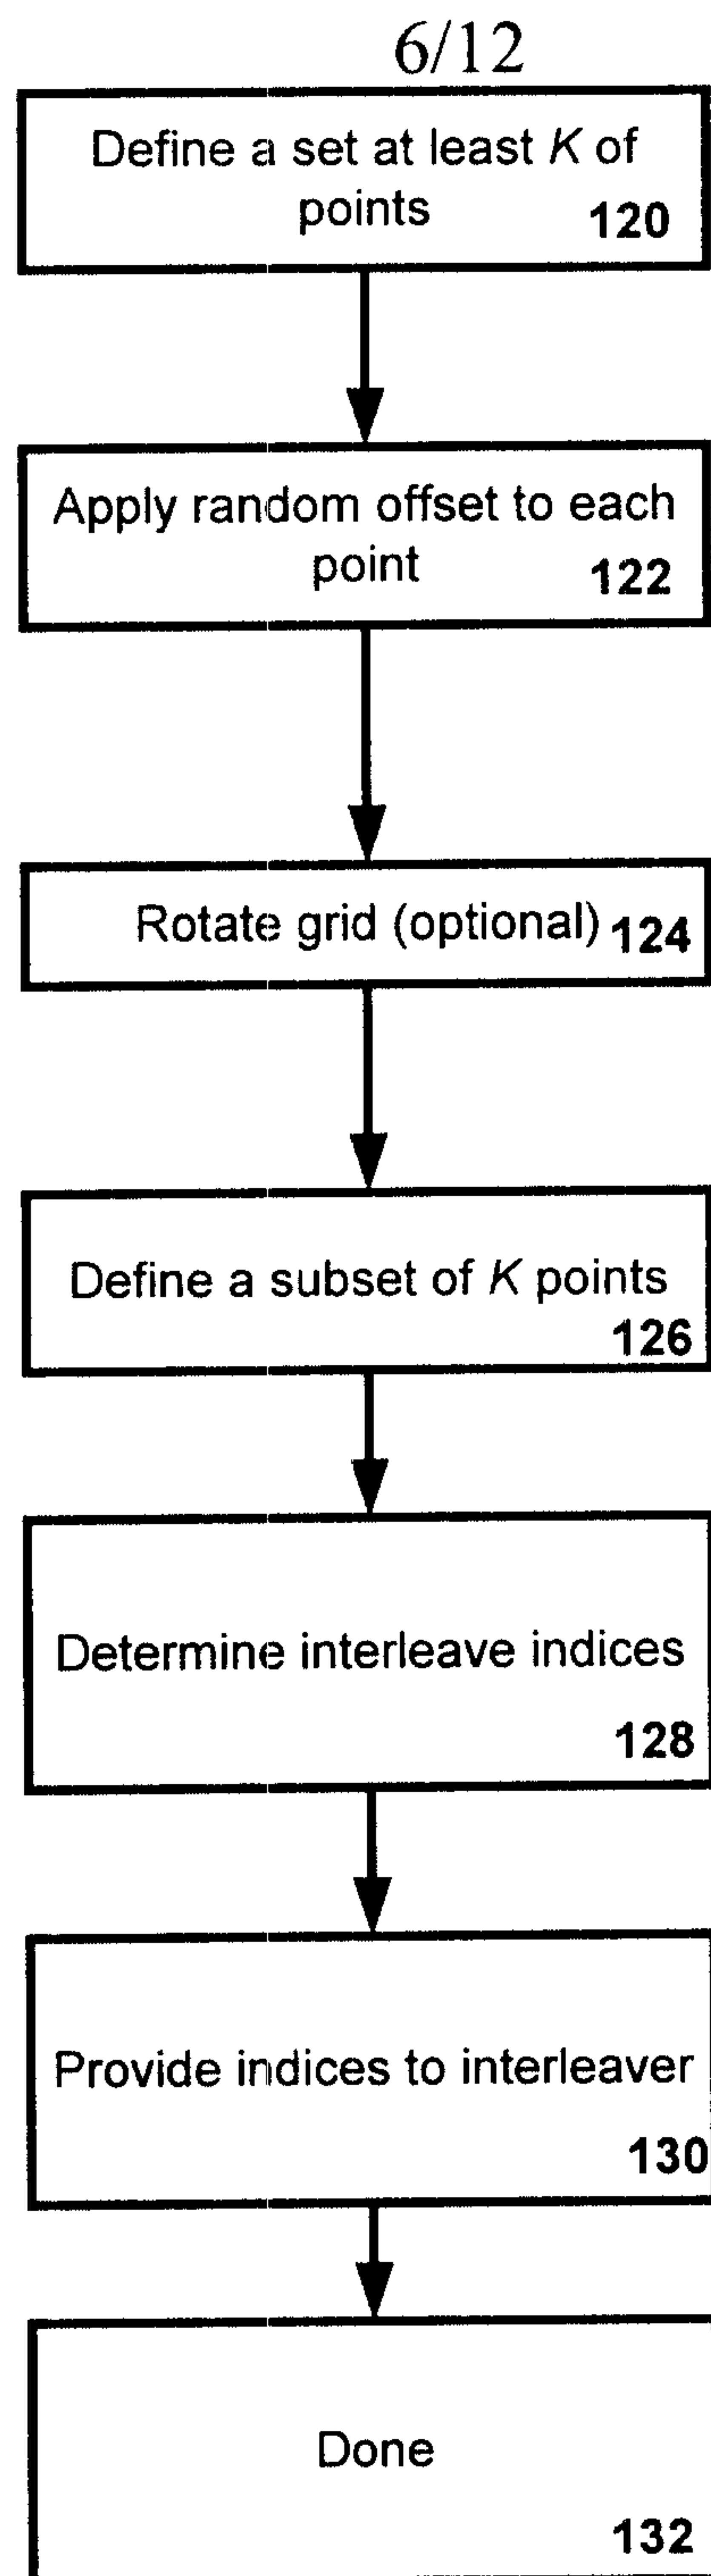 6/12
Define a set at least K of
points 120
Apply random offset to each
point 122
Rotate grid (optional) 124
Define a subset of K points
126
Determine interleave indices
128
Provide indices to interleaver
130
Done
132